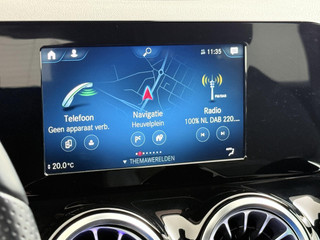 11:35
Telefoon
Geen apparaat verb.
Navigatie
Heuvelplein
Radio
100% NL DAB 220...
20.0°C
THEMAWERELDEN